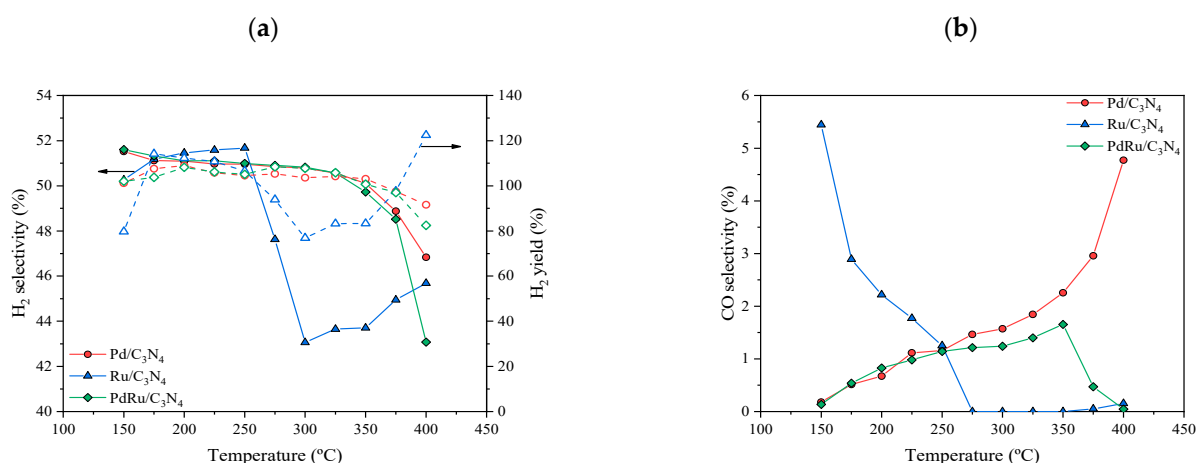 (a)
54
52
50
48
46
44
42
40
H2 selectivity (%)
140
120
100
80
60
40
20
0
H2 yield (%)
Pd/C3N4
Ru/C3N4
PdRu/C3N4
100 150 200 250 300 350 400 450
Temperature (ºC)
(b)
6
5
4
3
2
1
0
CO selectivity (%)
Pd/C3N4
Ru/C3N4
PdRu/C3N4
100 150 200 250 300 350 400 450
Temperature (ºC)